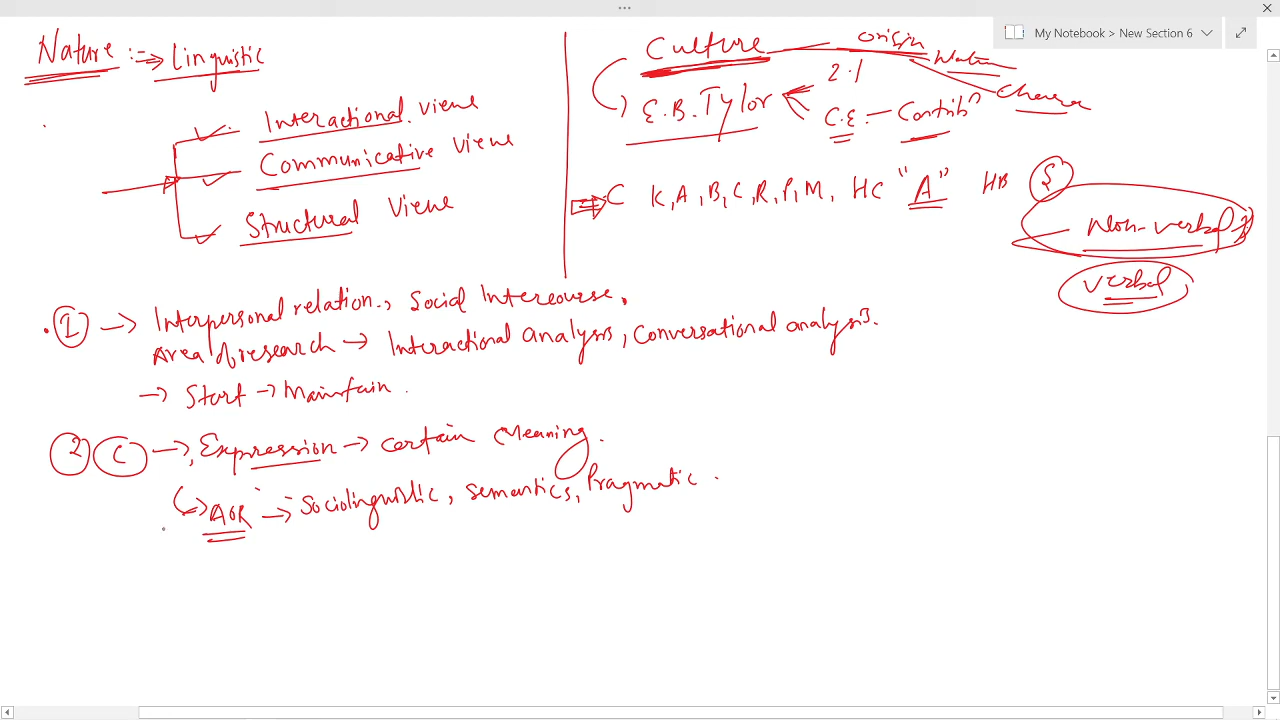 My Notebook > New Section 6
Nature :⇒ Linguistic
Interactional view
Communicative view
Structural View
Culture
origin
Nature
Chara
E.B. Tylor
2.1
C.E — Contribn
⇒ C K, A, B, C, R, P, M, HC "A" HB
Non-verbal
verbal
① → Interpersonal relation., Social Intercourse.
Area of research → Interactional analysis, Conversational analysis.
→ Start → Maintain.
② C → Expression → certain Meaning.
AOR → Sociolinguistic, semantics, Pragmatic.